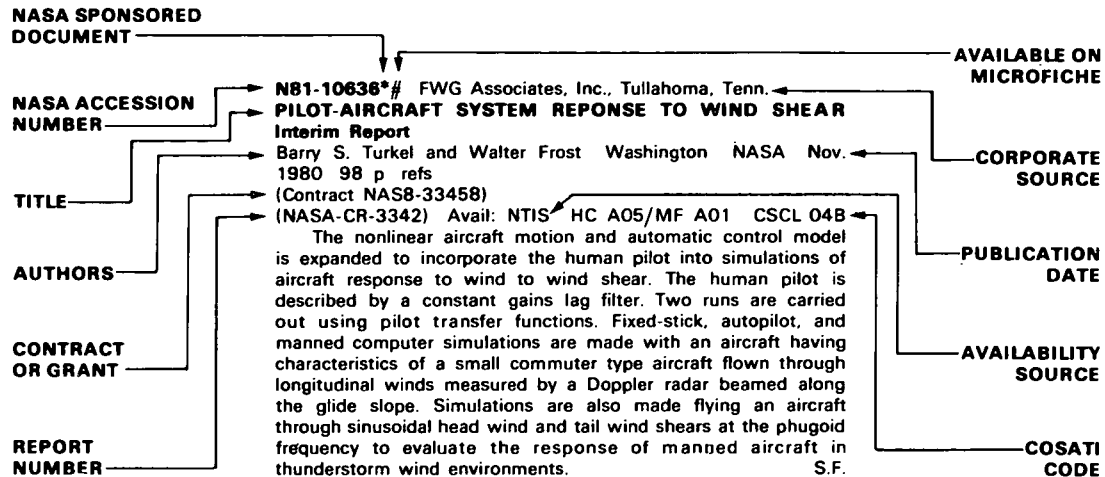 NASA SPONSORED
DOCUMENT
AVAILABLE ON
MICROFICHE
N81-10636*# FWG Associates, Inc., Tullahoma, Tenn.
NASA ACCESSION
NUMBER
PILOT-AIRCRAFT SYSTEM REPONSE TO WIND SHEAR
Interim Report
Barry S. Turkel and Walter Frost Washington NASA Nov.
1980 98 p refs
CORPORATE
SOURCE
TITLE
(Contract NAS8-33458)
(NASA-CR-3342) Avail: NTIS HC A05/MF A01 CSCL 04B
The nonlinear aircraft motion and automatic control model
is expanded to incorporate the human pilot into simulations of
aircraft response to wind to wind shear. The human pilot is
described by a constant gains lag filter. Two runs are carried
out using pilot transfer functions. Fixed-stick, autopilot, and
manned computer simulations are made with an aircraft having
characteristics of a small commuter type aircraft flown through
longitudinal winds measured by a Doppler radar beamed along
the glide slope. Simulations are also made flying an aircraft
through sinusoidal head wind and tail wind shears at the phugoid
frequency to evaluate the response of manned aircraft in
thunderstorm wind environments. S.F.
AUTHORS
PUBLICATION
DATE
CONTRACT
OR GRANT
AVAILABILITY
SOURCE
REPORT
NUMBER
COSATI
CODE